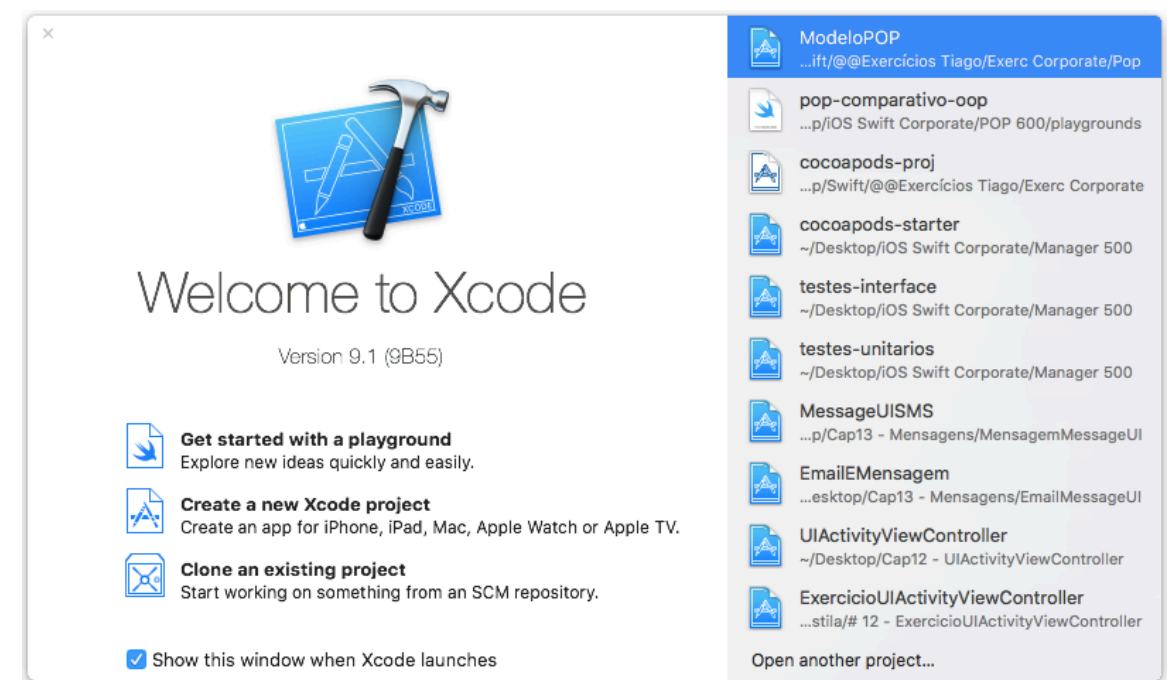 XCODE
Welcome to Xcode
Version 9.1 (9B55)
Get started with a playground
Explore new ideas quickly and easily.
Create a new Xcode project
Create an app for iPhone, iPad, Mac, Apple Watch or Apple TV.
Clone an existing project
Start working on something from an SCM repository.
Show this window when Xcode launches
ModeloPOP
...ift/@@Exercícios Tiago/Exerc Corporate/Pop
pop-comparativo-oop
...p/iOS Swift Corporate/POP 600/playgrounds
cocoapods-proj
...p/Swift/@@Exercícios Tiago/Exerc Corporate
cocoapods-starter
~/Desktop/iOS Swift Corporate/Manager 500
testes-interface
~/Desktop/iOS Swift Corporate/Manager 500
testes-unitarios
~/Desktop/iOS Swift Corporate/Manager 500
MessageUISMS
...p/Cap13 - Mensagens/MensagemMessageUI
EmailEMensagem
...esktop/Cap13 - Mensagens/EmailMessageUI
UIActivityViewController
~/Desktop/Cap12 - UIActivityViewController
ExercicioUIActivityViewController
...stila/# 12 - ExercicioUIActivityViewController
Open another project...